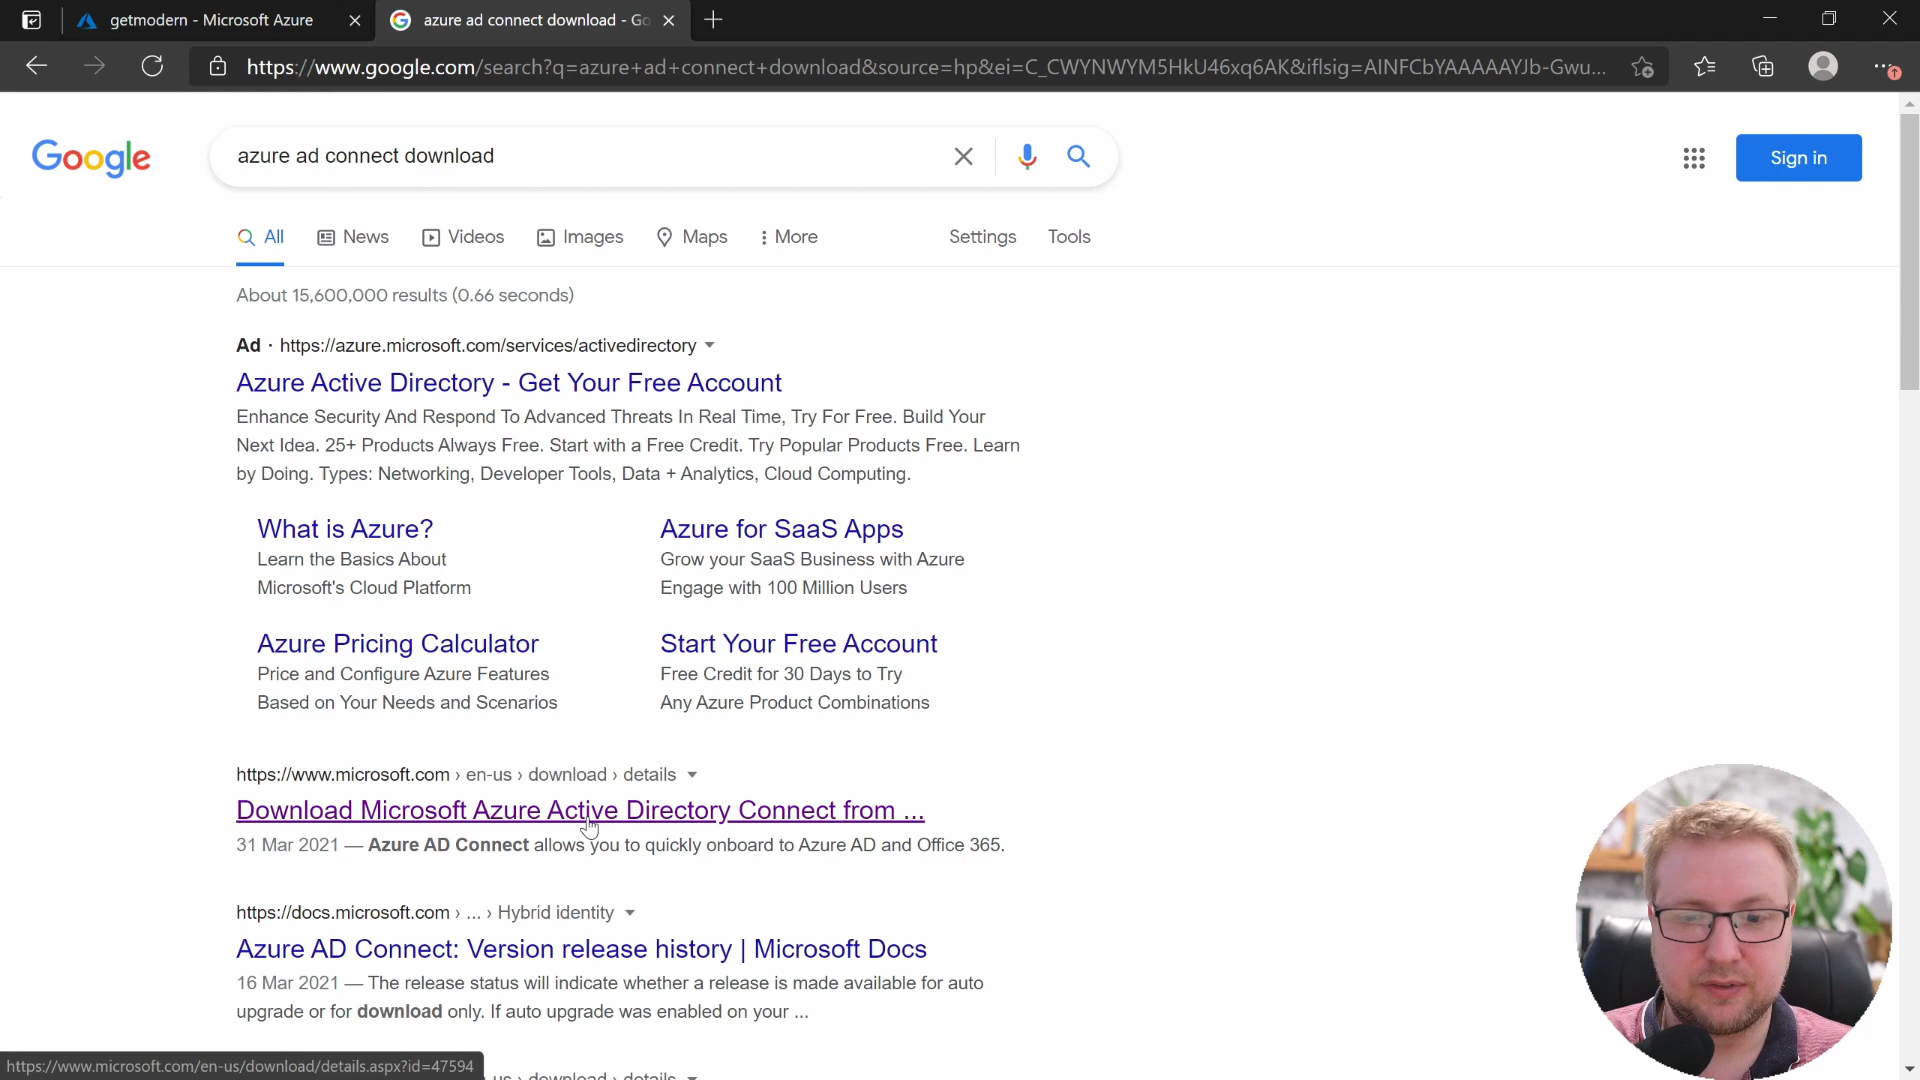 getmodern - Microsoft Azure
azure ad connect download - Go
https://www.google.com/search?q=azure+ad+connect+download&source=hp&ei=C_CWYNWYM5HkU46xq6AK&iflsig=AINFCbYAAAAAYJb-Gwu...
Google
azure ad connect download
Sign in
All
News
Videos
Images
Maps
More
Settings
Tools
About 15,600,000 results (0.66 seconds)
Ad · https://azure.microsoft.com/services/activedirectory
Azure Active Directory - Get Your Free Account
Enhance Security And Respond To Advanced Threats In Real Time, Try For Free. Build Your
Next Idea. 25+ Products Always Free. Start with a Free Credit. Try Popular Products Free. Learn
by Doing. Types: Networking, Developer Tools, Data + Analytics, Cloud Computing.
What is Azure?
Learn the Basics About
Microsoft's Cloud Platform
Azure for SaaS Apps
Grow your SaaS Business with Azure
Engage with 100 Million Users
Azure Pricing Calculator
Price and Configure Azure Features
Based on Your Needs and Scenarios
Start Your Free Account
Free Credit for 30 Days to Try
Any Azure Product Combinations
https://www.microsoft.com › en-us › download › details
Download Microsoft Azure Active Directory Connect from ...
31 Mar 2021 — Azure AD Connect allows you to quickly onboard to Azure AD and Office 365.
https://docs.microsoft.com › ... › Hybrid identity
Azure AD Connect: Version release history | Microsoft Docs
16 Mar 2021 — The release status will indicate whether a release is made available for auto
upgrade or for download only. If auto upgrade was enabled on your ...
https://www.microsoft.com/en-us/download/details.aspx?id=47594
us › download › details